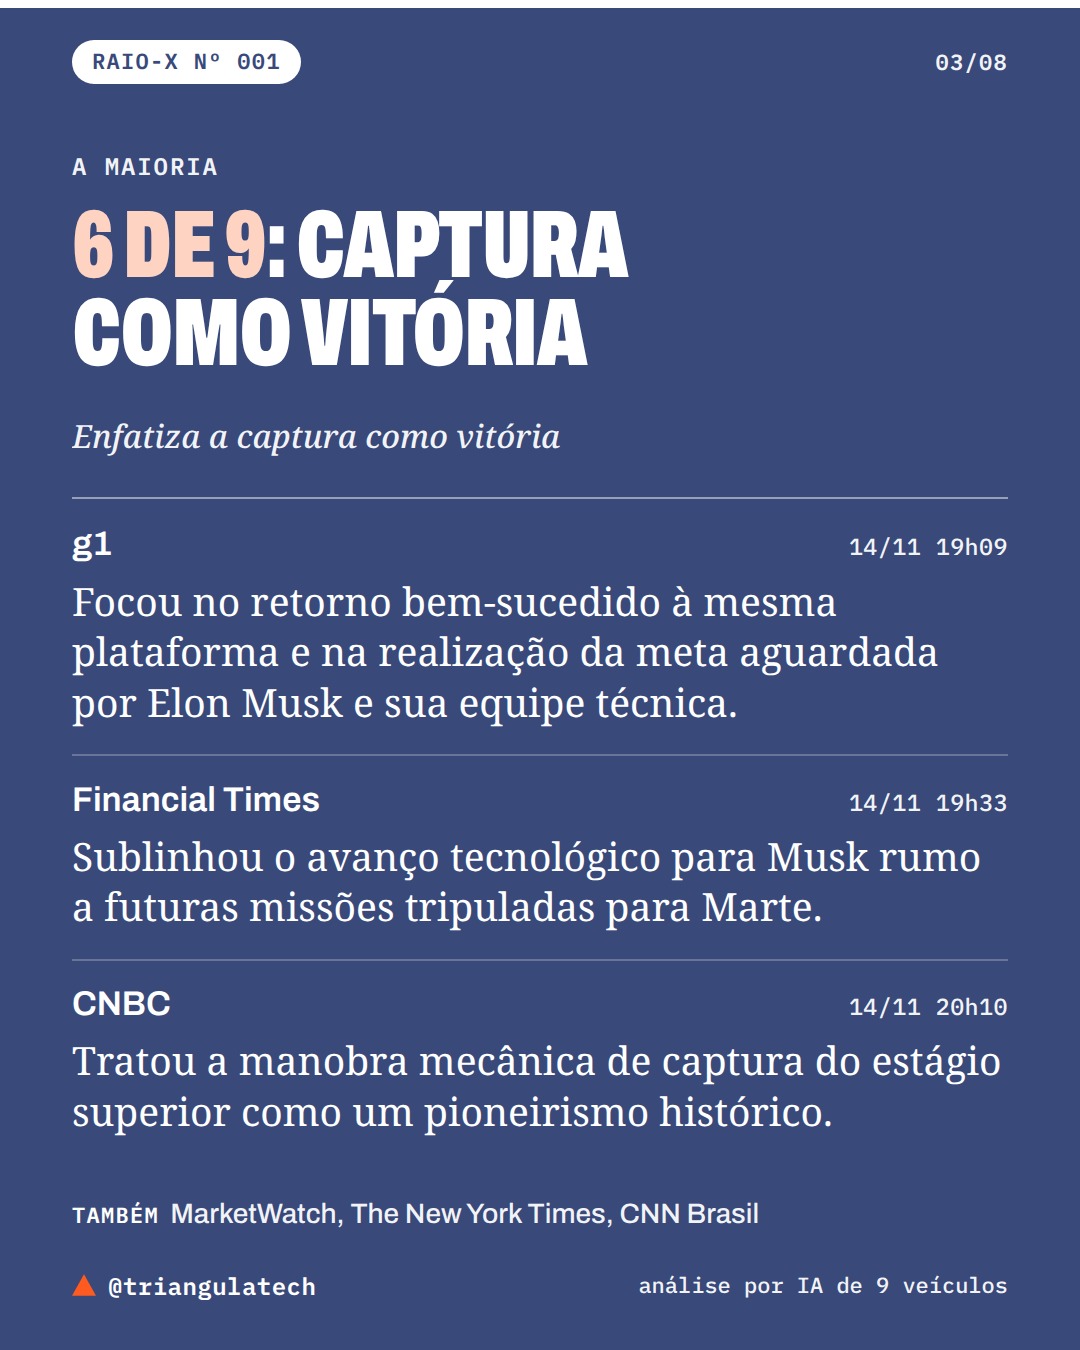 RAIO-X Nº 001
03/08
A MAIORIA
6 DE 9: CAPTURA
COMO VITÓRIA
Enfatiza a captura como vitória
g1
14/11 19h09
Focou no retorno bem-sucedido à mesma
plataforma e na realização da meta aguardada
por Elon Musk e sua equipe técnica.
Financial Times
14/11 19h33
Sublinhou o avanço tecnológico para Musk rumo
a futuras missões tripuladas para Marte.
CNBC
14/11 20h10
Tratou a manobra mecânica de captura do estágio
superior como um pioneirismo histórico.
TAMBÉM MarketWatch, The New York Times, CNN Brasil
@triangulatech
análise por IA de 9 veículos